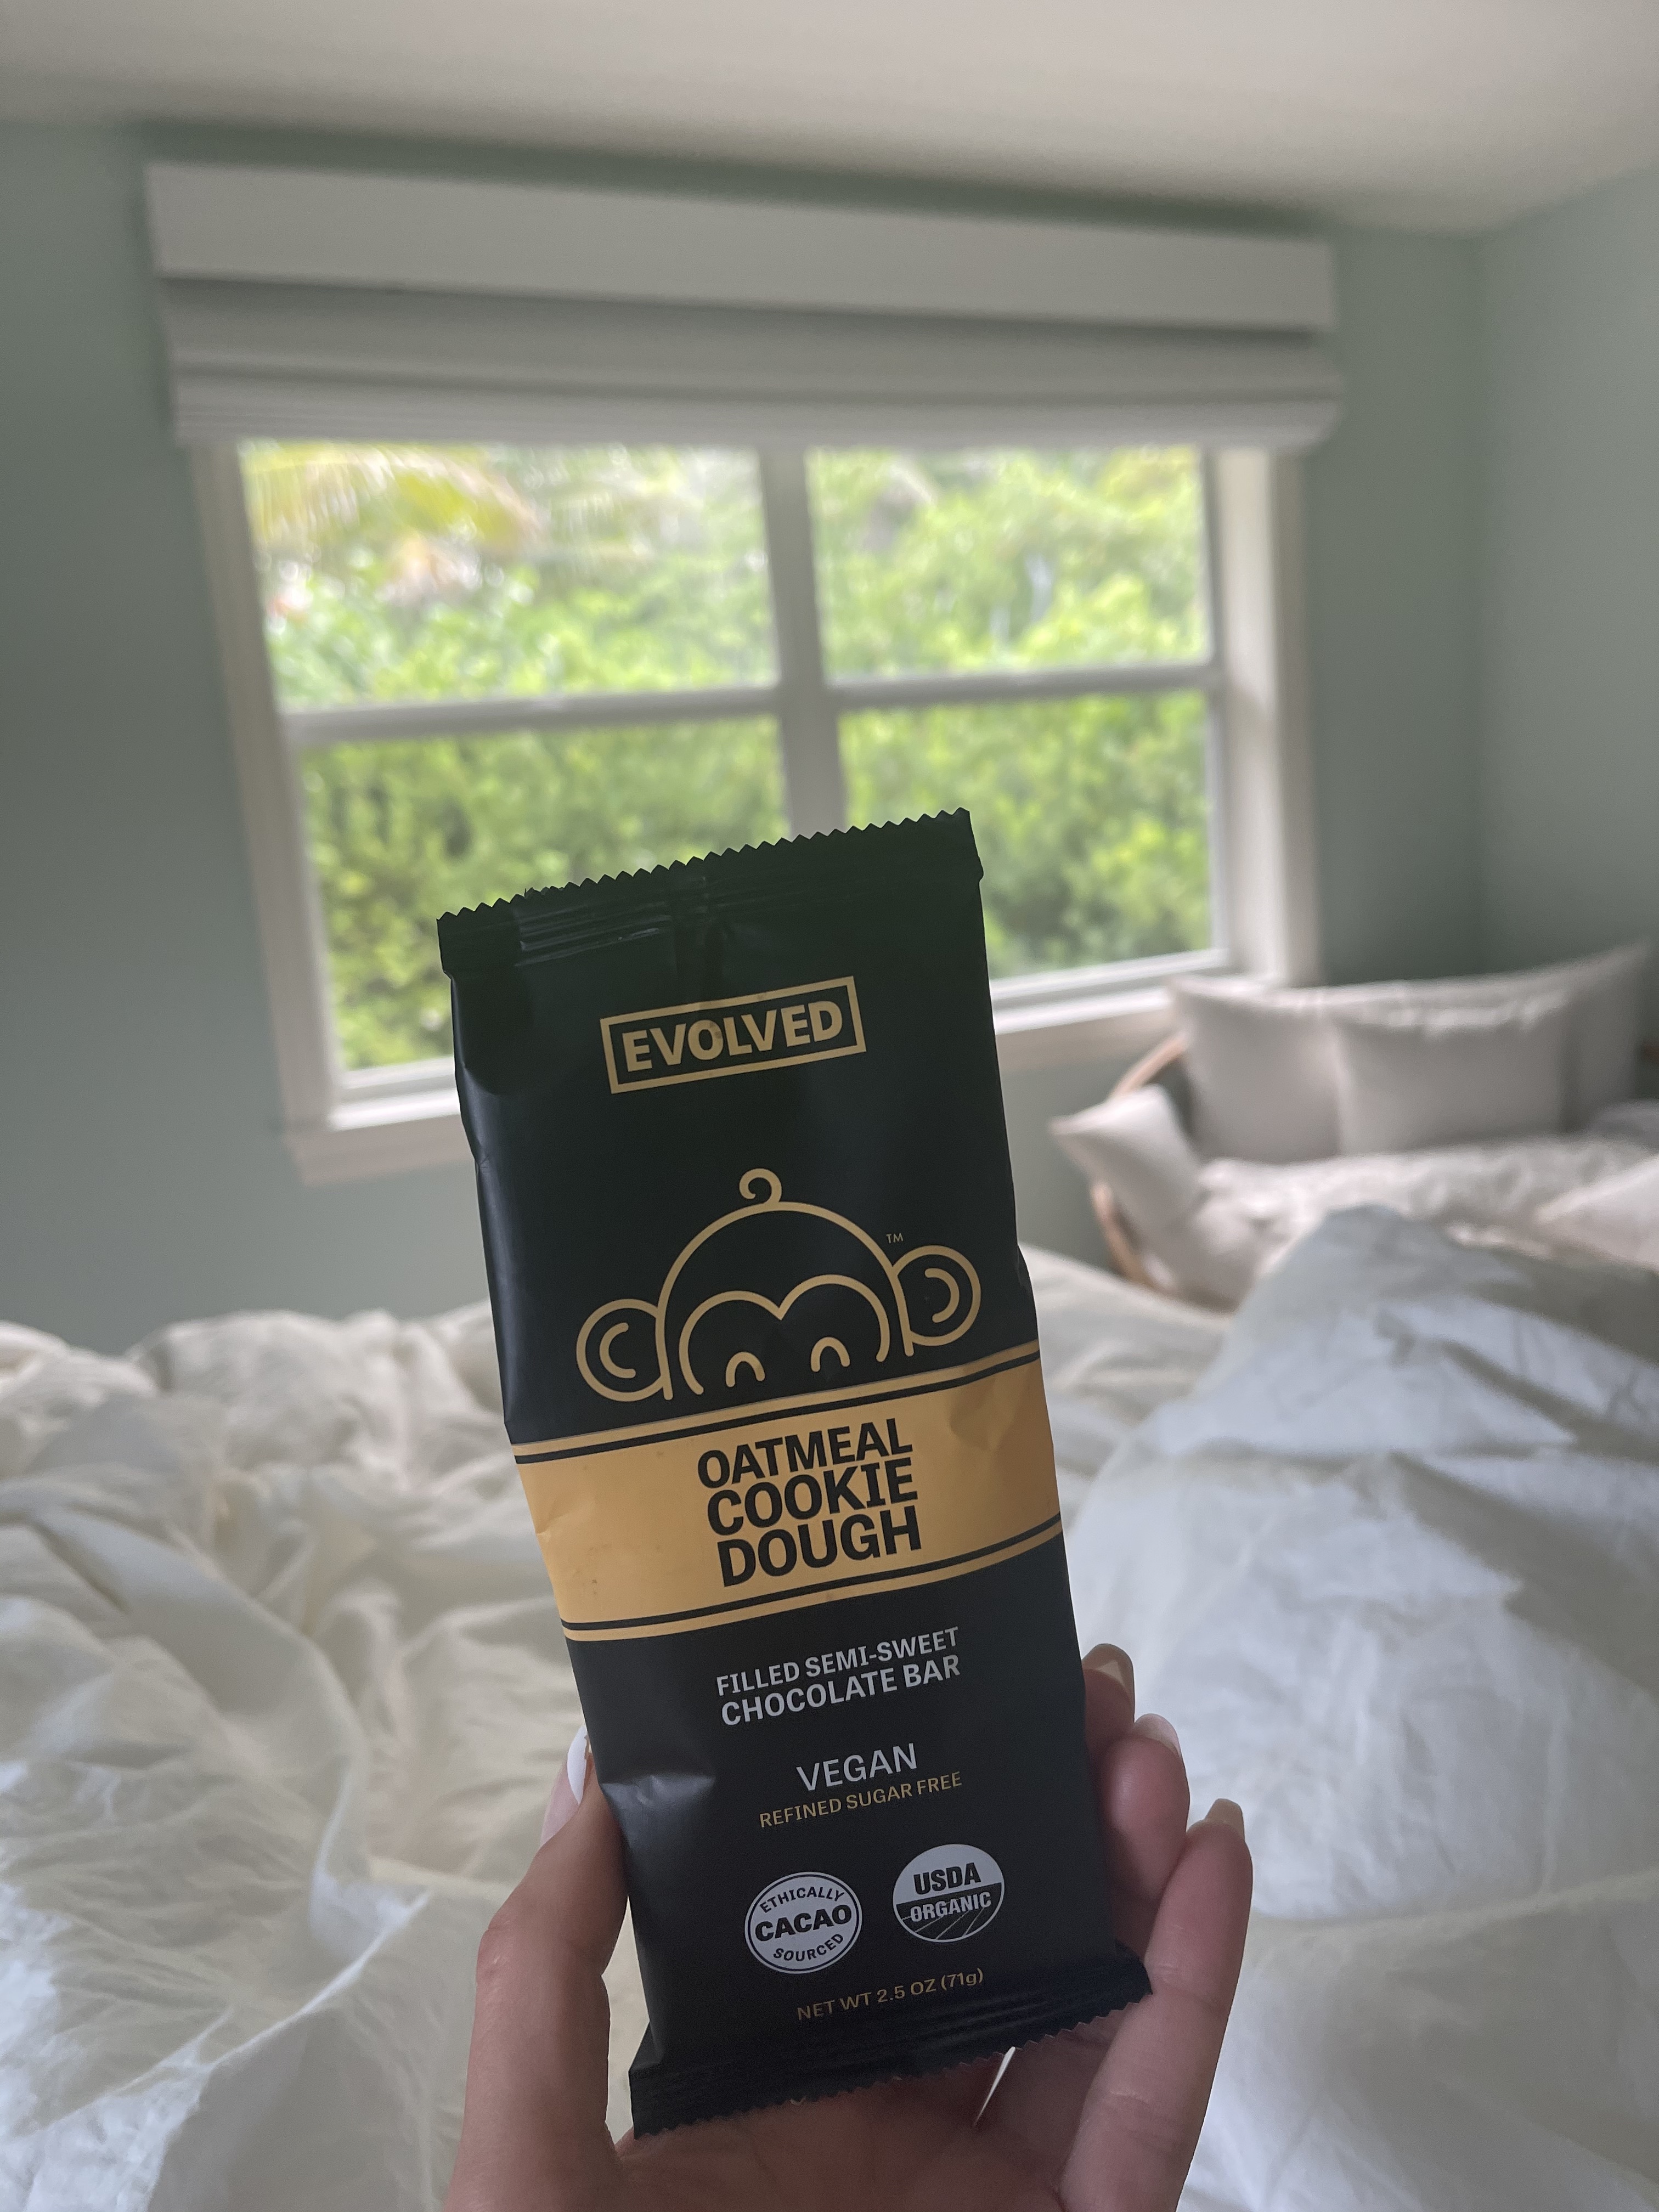 EVOLVED
TM
OATMEAL
COOKIE
DOUGH
FILLED SEMI-SWEET
CHOCOLATE BAR
VEGAN
REFINED SUGAR FREE
ETHICALLY
CACAO
SOURCED
USDA
ORGANIC
NET WT 2.5 OZ (71g)